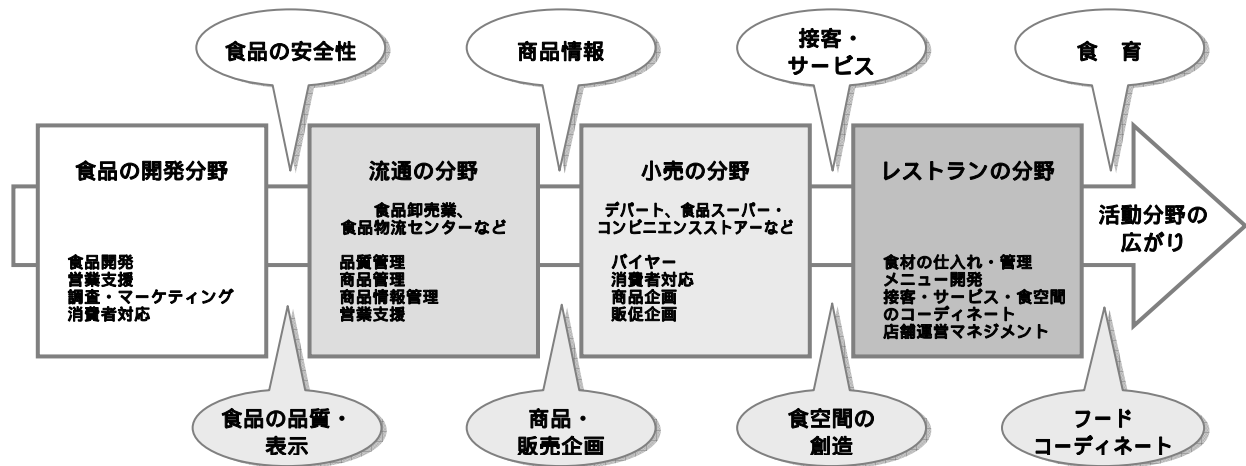 食品の安全性
商品情報
接客・
サービス
食　育
食品の開発分野
食品開発
営業支援
調査・マーケティング
消費者対応
流通の分野
食品卸売業、
食品物流センターなど
品質管理
商品管理
商品情報管理
営業支援
小売の分野
デパート、食品スーパー・
コンビニエンスストアーなど
バイヤー
消費者対応
商品企画
販促企画
レストランの分野
食材の仕入れ・管理
メニュー開発
接客・サービス・食空間
のコーディネート
店舗運営マネジメント
活動分野の
広がり
食品の品質・
表示
商品・
販売企画
食空間の
創造
フード
コーディネート